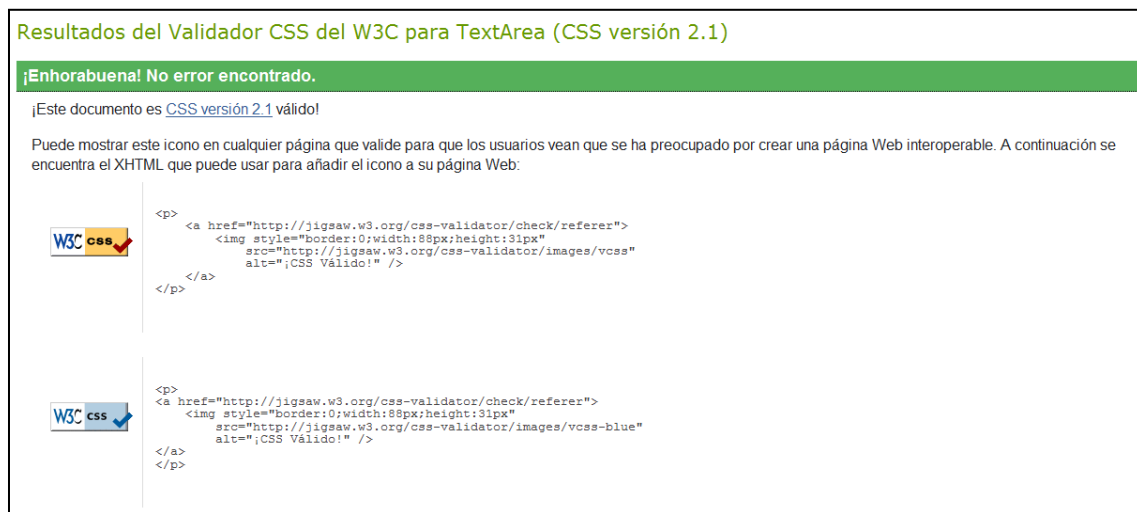 Resultados del Validador CSS del W3C para TextArea (CSS versión 2.1)
¡Enhorabuena! No error encontrado.
¡Este documento es CSS versión 2.1 válido!
Puede mostrar este icono en cualquier página que valide para que los usuarios vean que se ha preocupado por crear una página Web interoperable. A continuación se
encuentra el XHTML que puede usar para añadir el icono a su página Web:
<p>
<a href="http://jigsaw.w3.org/css-validator/check/referer">
W3C css
<img style="border:0;width:88px;height:31px"
src="http://jigsaw.w3.org/css-validator/images/vcss"
alt="¡CSS Válido!" />
</a>
</p>
<p>
<a href="http://jigsaw.w3.org/css-validator/check/referer">
W3C css
<img style="border:0;width:88px;height:31px"
src="http://jigsaw.w3.org/css-validator/images/vcss-blue"
alt="¡CSS Válido!" />
</a>
</p>